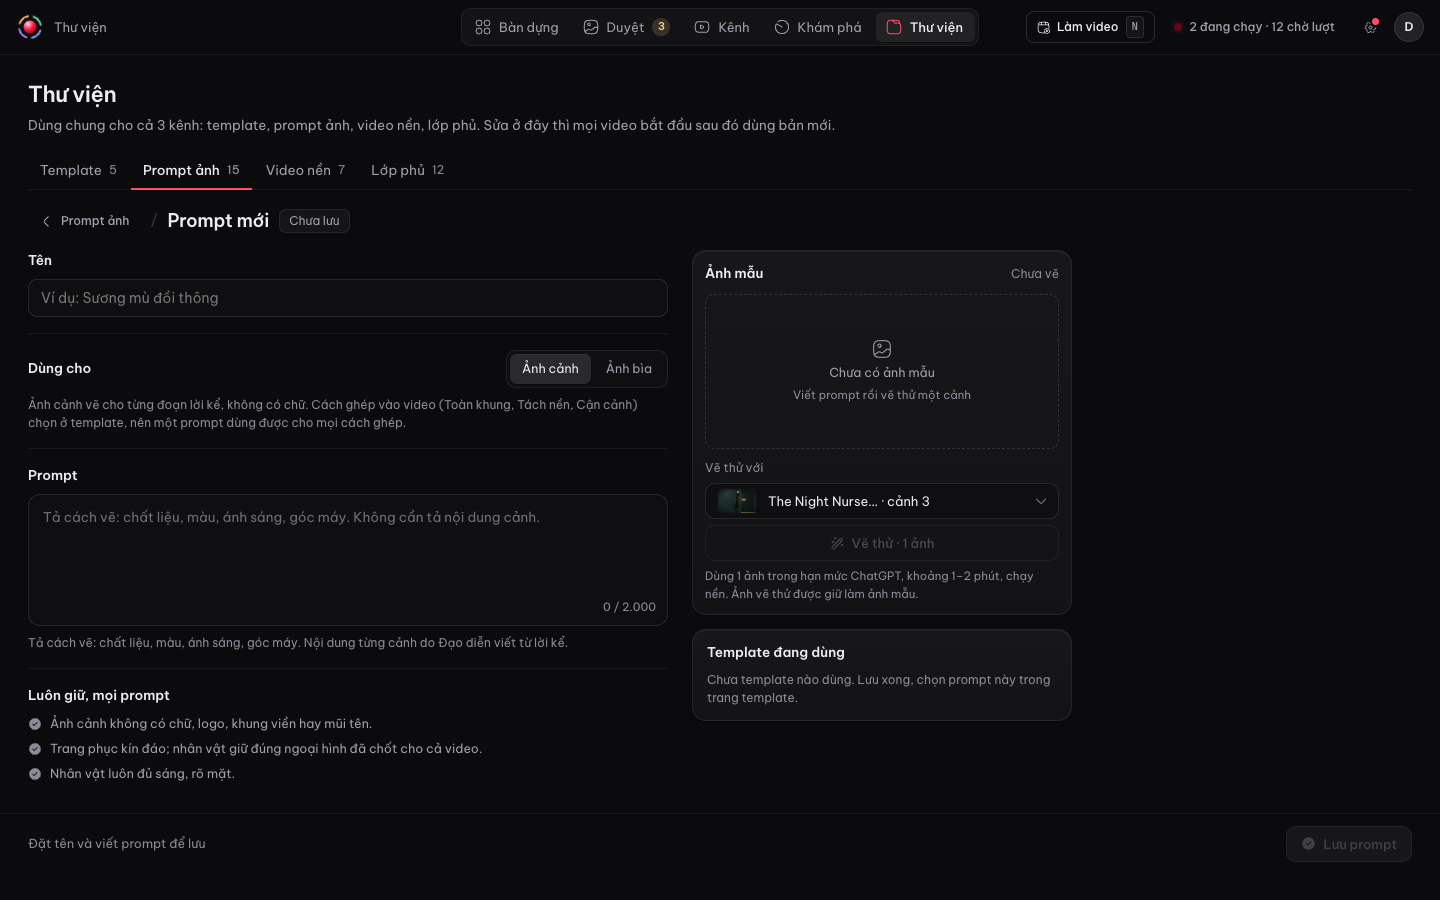 Thư viện
Bàn dựng
Duyệt 3
Kênh
Khám phá
Thư viện
Làm video N
2 đang chạy · 12 chờ lượt
D
Thư viện
Dùng chung cho cả 3 kênh: template, prompt ảnh, video nền, lớp phủ. Sửa ở đây thì mọi video bắt đầu sau đó dùng bản mới.
Template 5
Prompt ảnh 15
Video nền 7
Lớp phủ 12
Prompt ảnh / Prompt mới Chưa lưu
Tên
Ví dụ: Sương mù đồi thông
Dùng cho
Ảnh cảnh
Ảnh bìa
Ảnh cảnh vẽ cho từng đoạn lời kể, không có chữ. Cách ghép vào video (Toàn khung, Tách nền, Cận cảnh)
chọn ở template, nên một prompt dùng được cho mọi cách ghép.
Prompt
Tả cách vẽ: chất liệu, màu, ánh sáng, góc máy. Không cần tả nội dung cảnh.
0 / 2.000
Tả cách vẽ: chất liệu, màu, ánh sáng, góc máy. Nội dung từng cảnh do Đạo diễn viết từ lời kể.
Luôn giữ, mọi prompt
Ảnh cảnh không có chữ, logo, khung viền hay mũi tên.
Trang phục kín đáo; nhân vật giữ đúng ngoại hình đã chốt cho cả video.
Nhân vật luôn đủ sáng, rõ mặt.
Ảnh mẫu
Chưa vẽ
Chưa có ảnh mẫu
Viết prompt rồi vẽ thử một cảnh
Vẽ thử với
The Night Nurse... · cảnh 3
Vẽ thử · 1 ảnh
Dùng 1 ảnh trong hạn mức ChatGPT, khoảng 1–2 phút, chạy
nền. Ảnh vẽ thử được giữ làm ảnh mẫu.
Template đang dùng
Chưa template nào dùng. Lưu xong, chọn prompt này trong
trang template.
Đặt tên và viết prompt để lưu
Lưu prompt